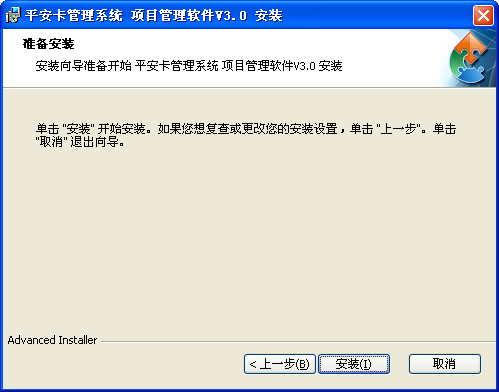 平安卡管理系统 项目管理软件V3.0 安装
准备安装
安装向导准备开始 平安卡管理系统 项目管理软件V3.0 安装
单击 "安装" 开始安装。如果您想复查或更改您的安装设置，单击 "上一步"。单击
"取消" 退出向导。
Advanced Installer
< 上一步(B) 安装(I) 取消